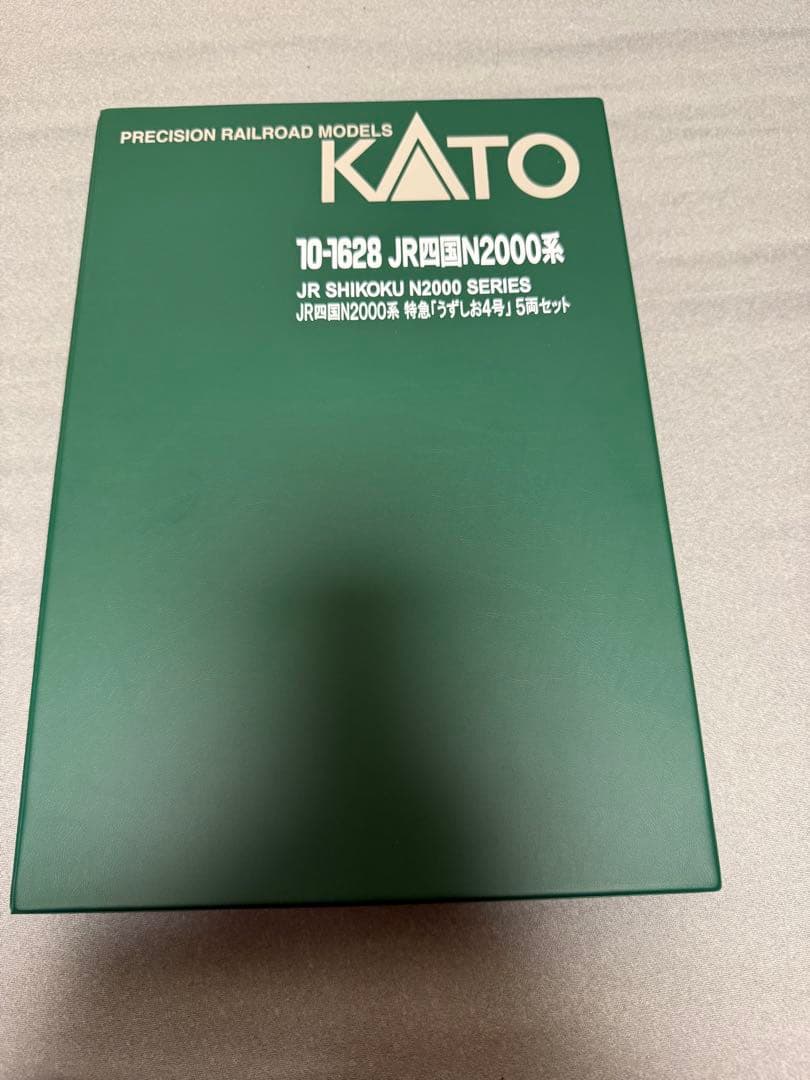 PRECISION RAILROAD MODELS
KATO
10-1628 JR四国N2000系
JR SHIKOKU N2000 SERIES
JR四国N2000系 特急「うずしお4号」5両セット